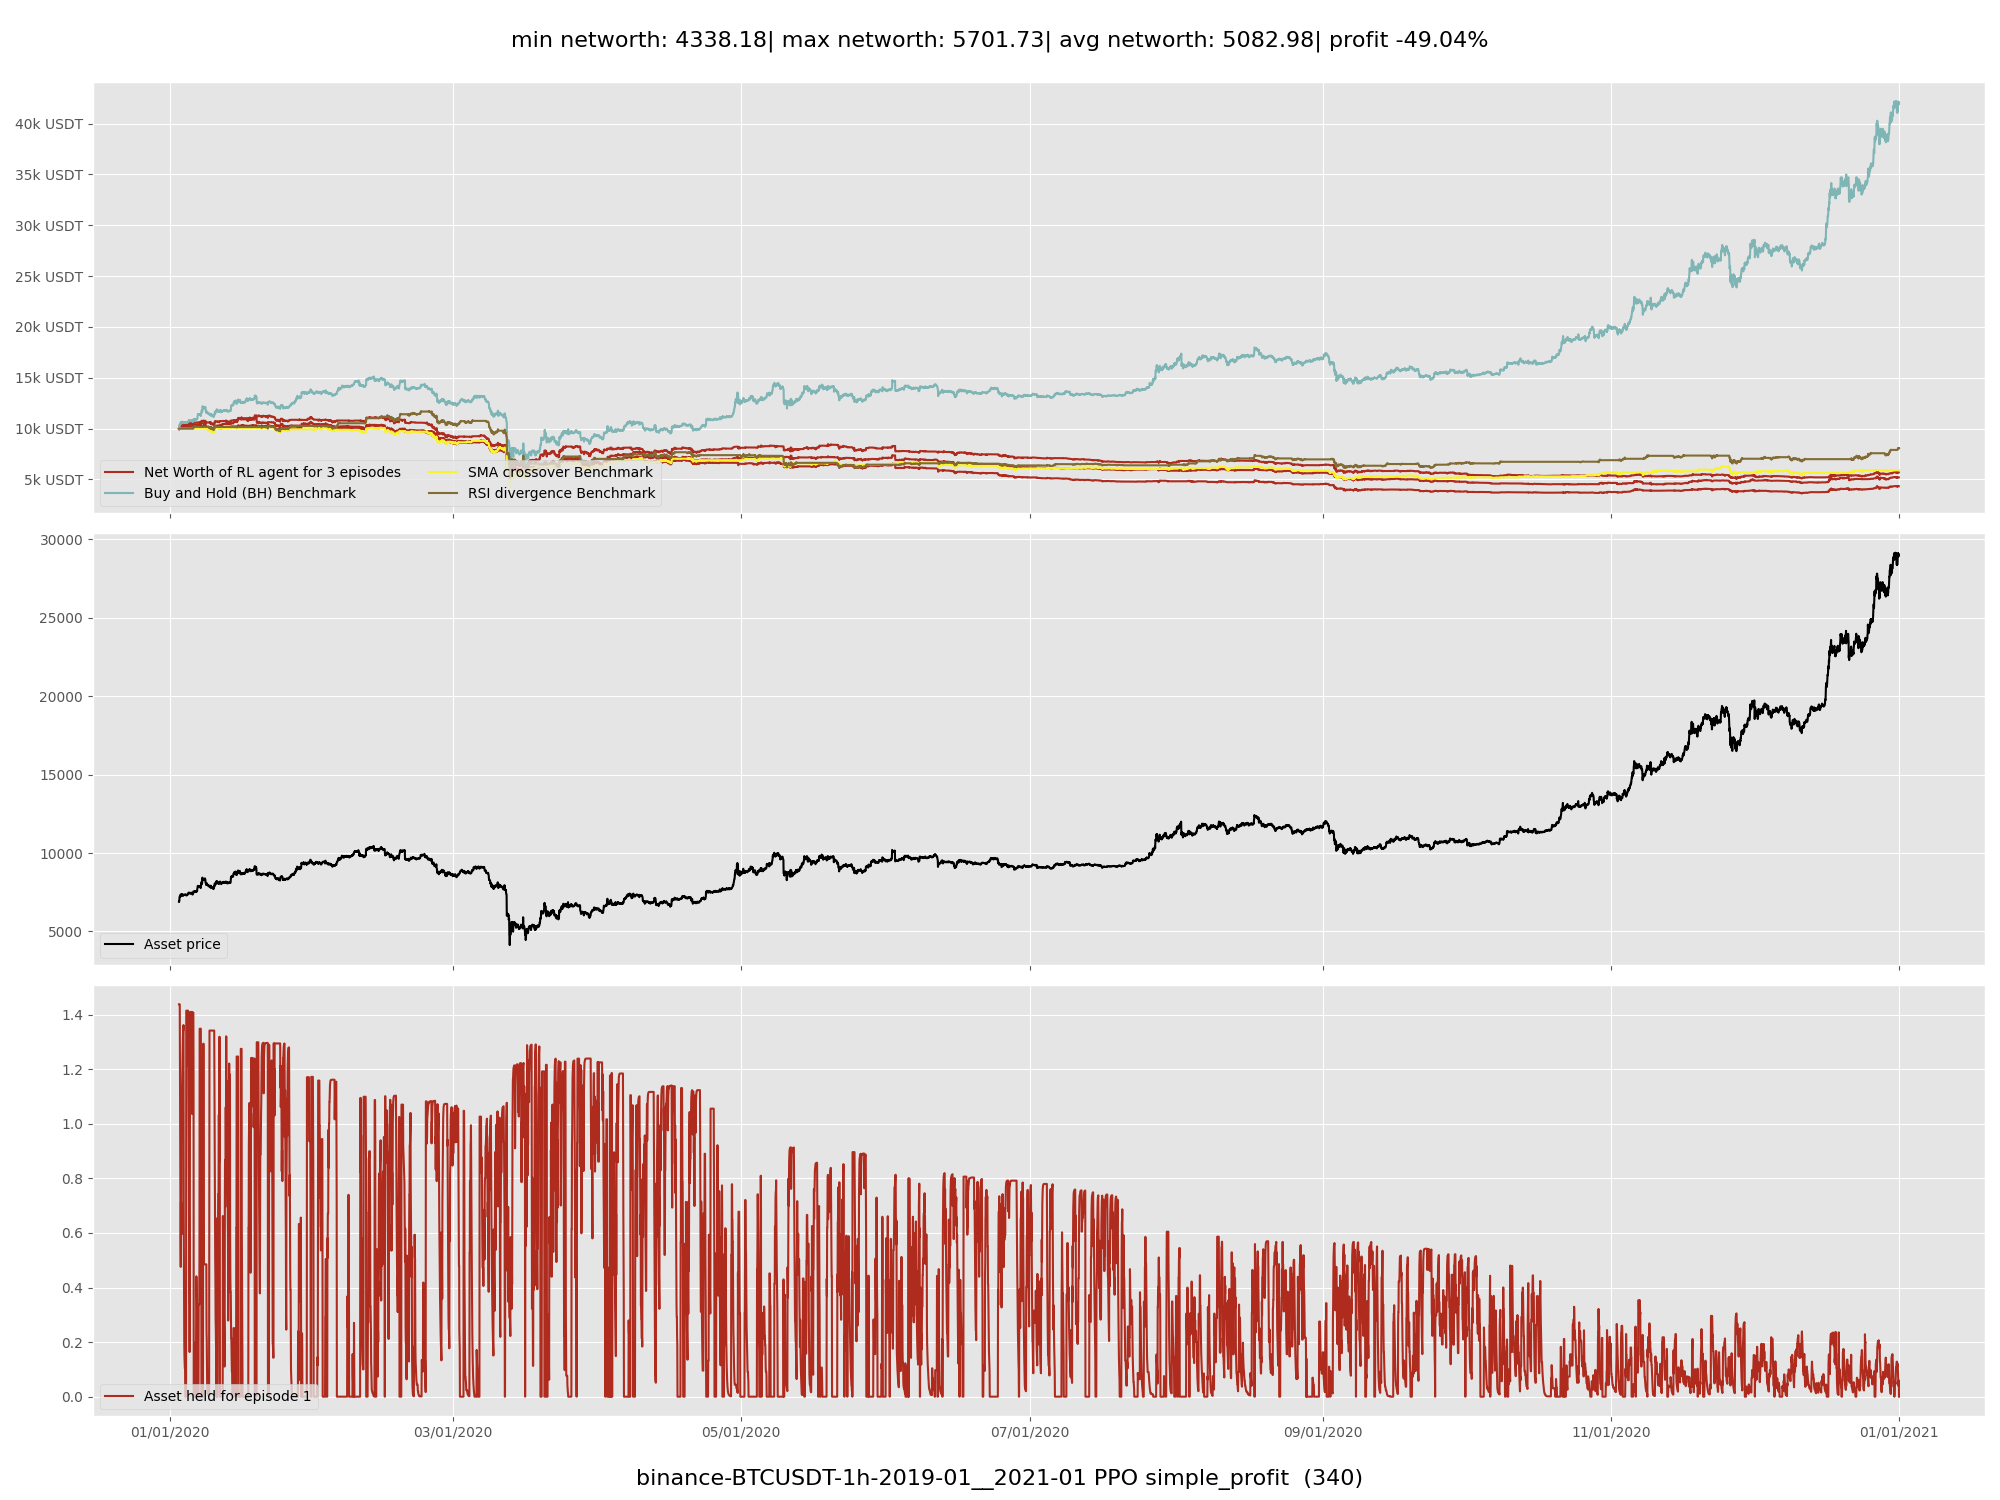 min networth: 4338.18| max networth: 5701.73| avg networth: 5082.98| profit -49.04%
40k USDT
35k USDT
30k USDT
25k USDT
20k USDT
15k USDT
10k USDT
5k USDT
Net Worth of RL agent for 3 episodes
Buy and Hold (BH) Benchmark
SMA crossover Benchmark
RSI divergence Benchmark
30000
25000
20000
15000
10000
5000
Asset price
1.4
1.2
1.0
0.8
0.6
0.4
0.2
0.0
Asset held for episode 1
01/01/2020 03/01/2020 05/01/2020 07/01/2020 09/01/2020 11/01/2020 01/01/2021
binance-BTCUSDT-1h-2019-01__2021-01 PPO simple_profit (340)